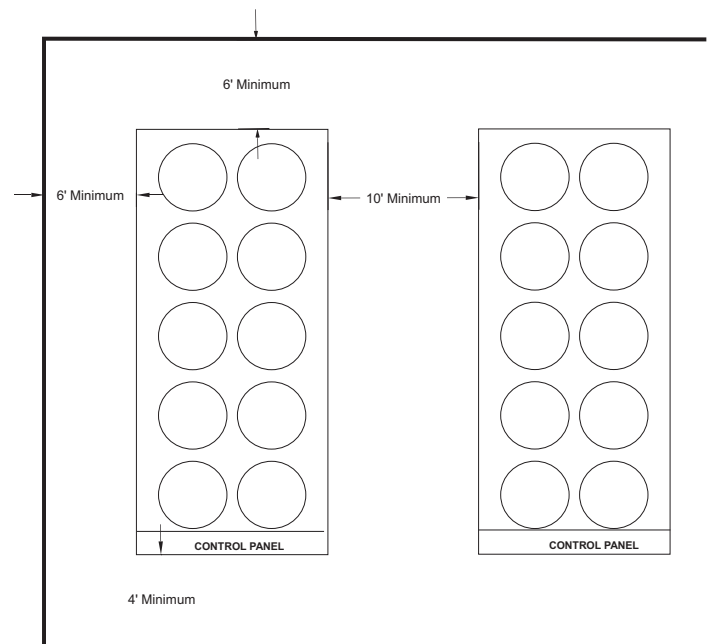 6' Minimum
6' Minimum
10' Minimum
CONTROL PANEL
CONTROL PANEL
4' Minimum